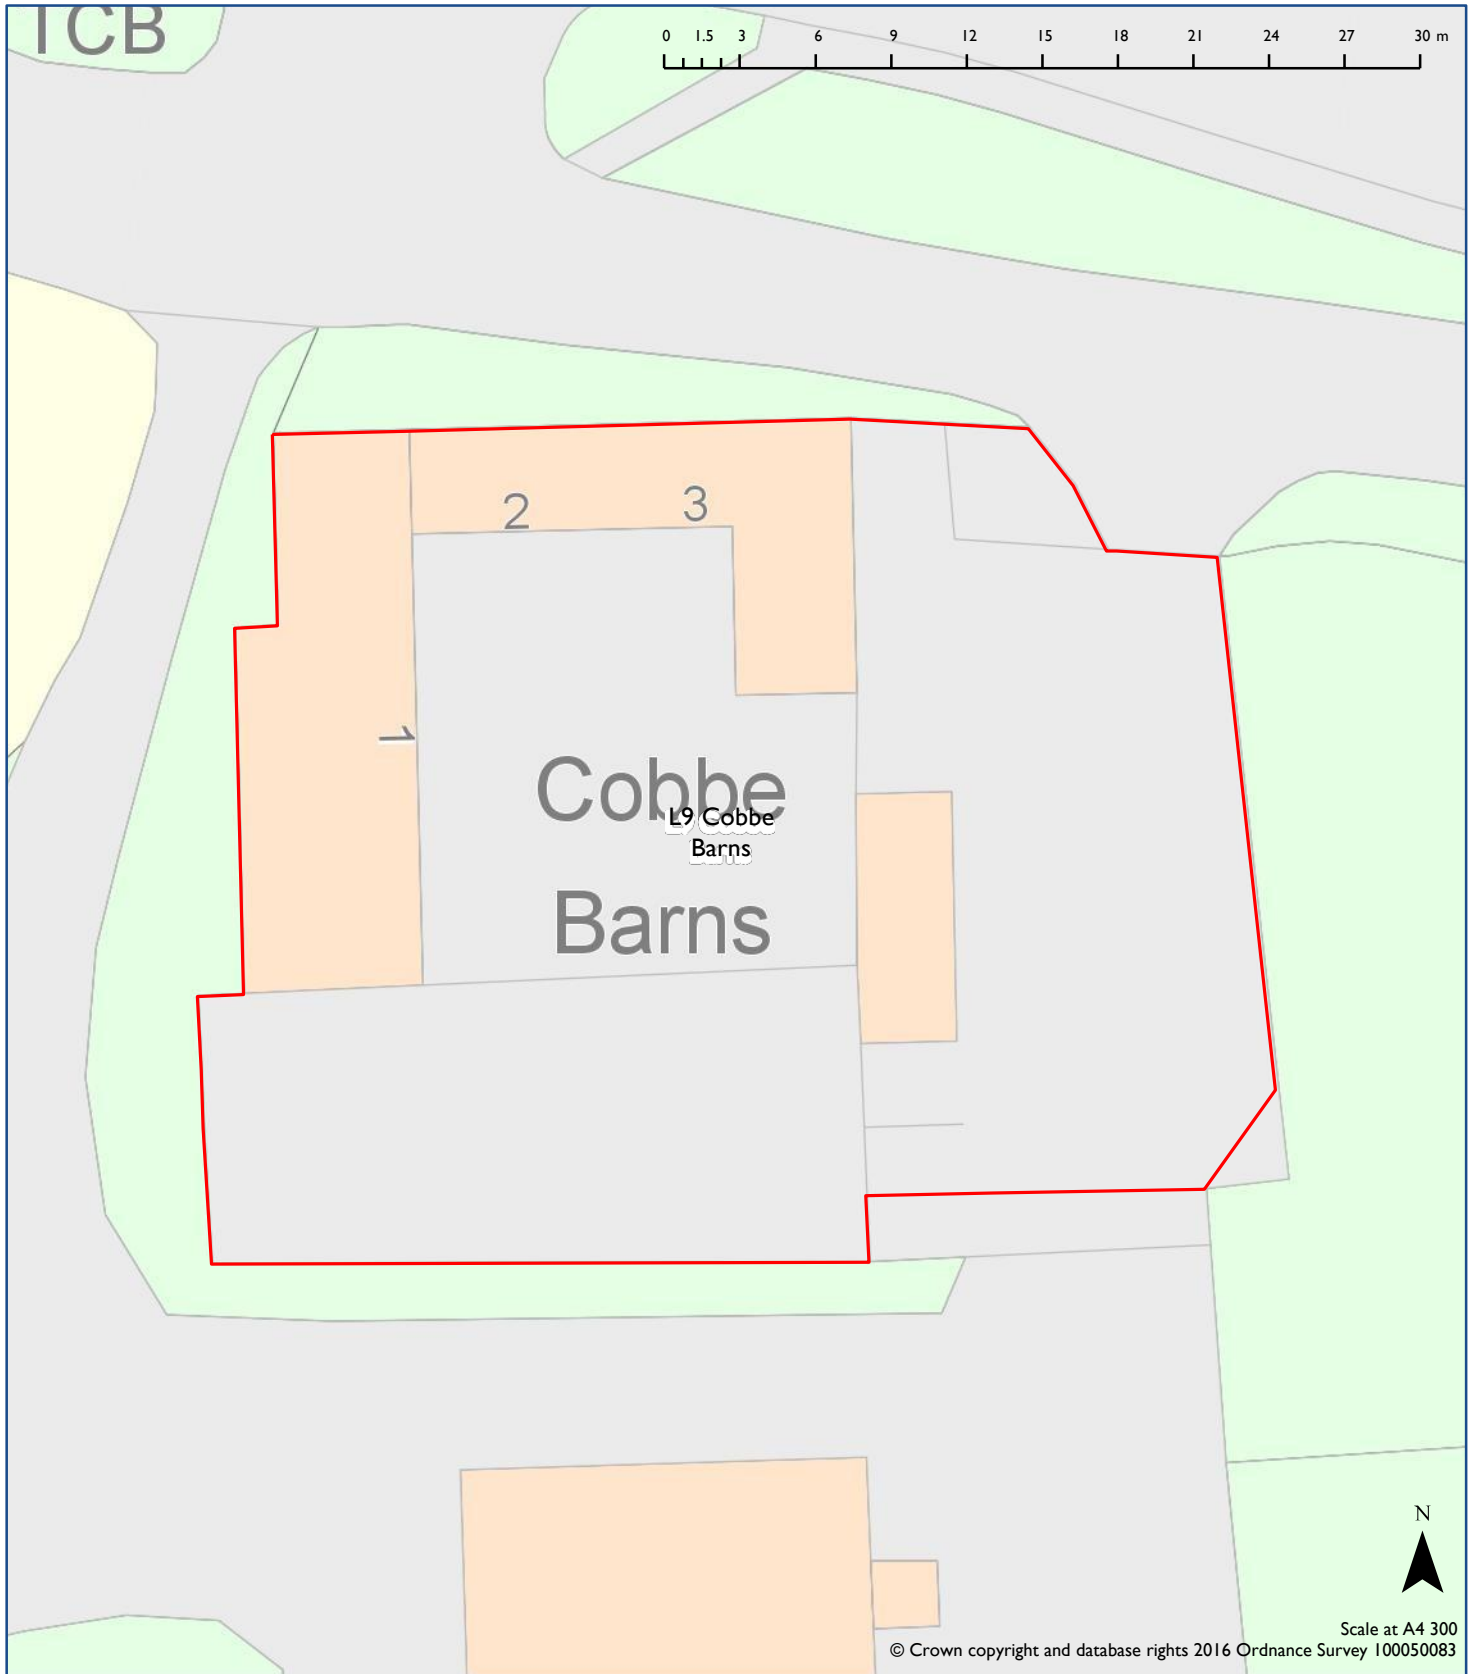 TCB
0 1.5 3 6 9 12 15 18 21 24 27 30 m
2 3
1
Cobbe
L9 Cobbe
Barns
Barns
N
Scale at A4 300
© Crown copyright and database rights 2016 Ordnance Survey 100050083